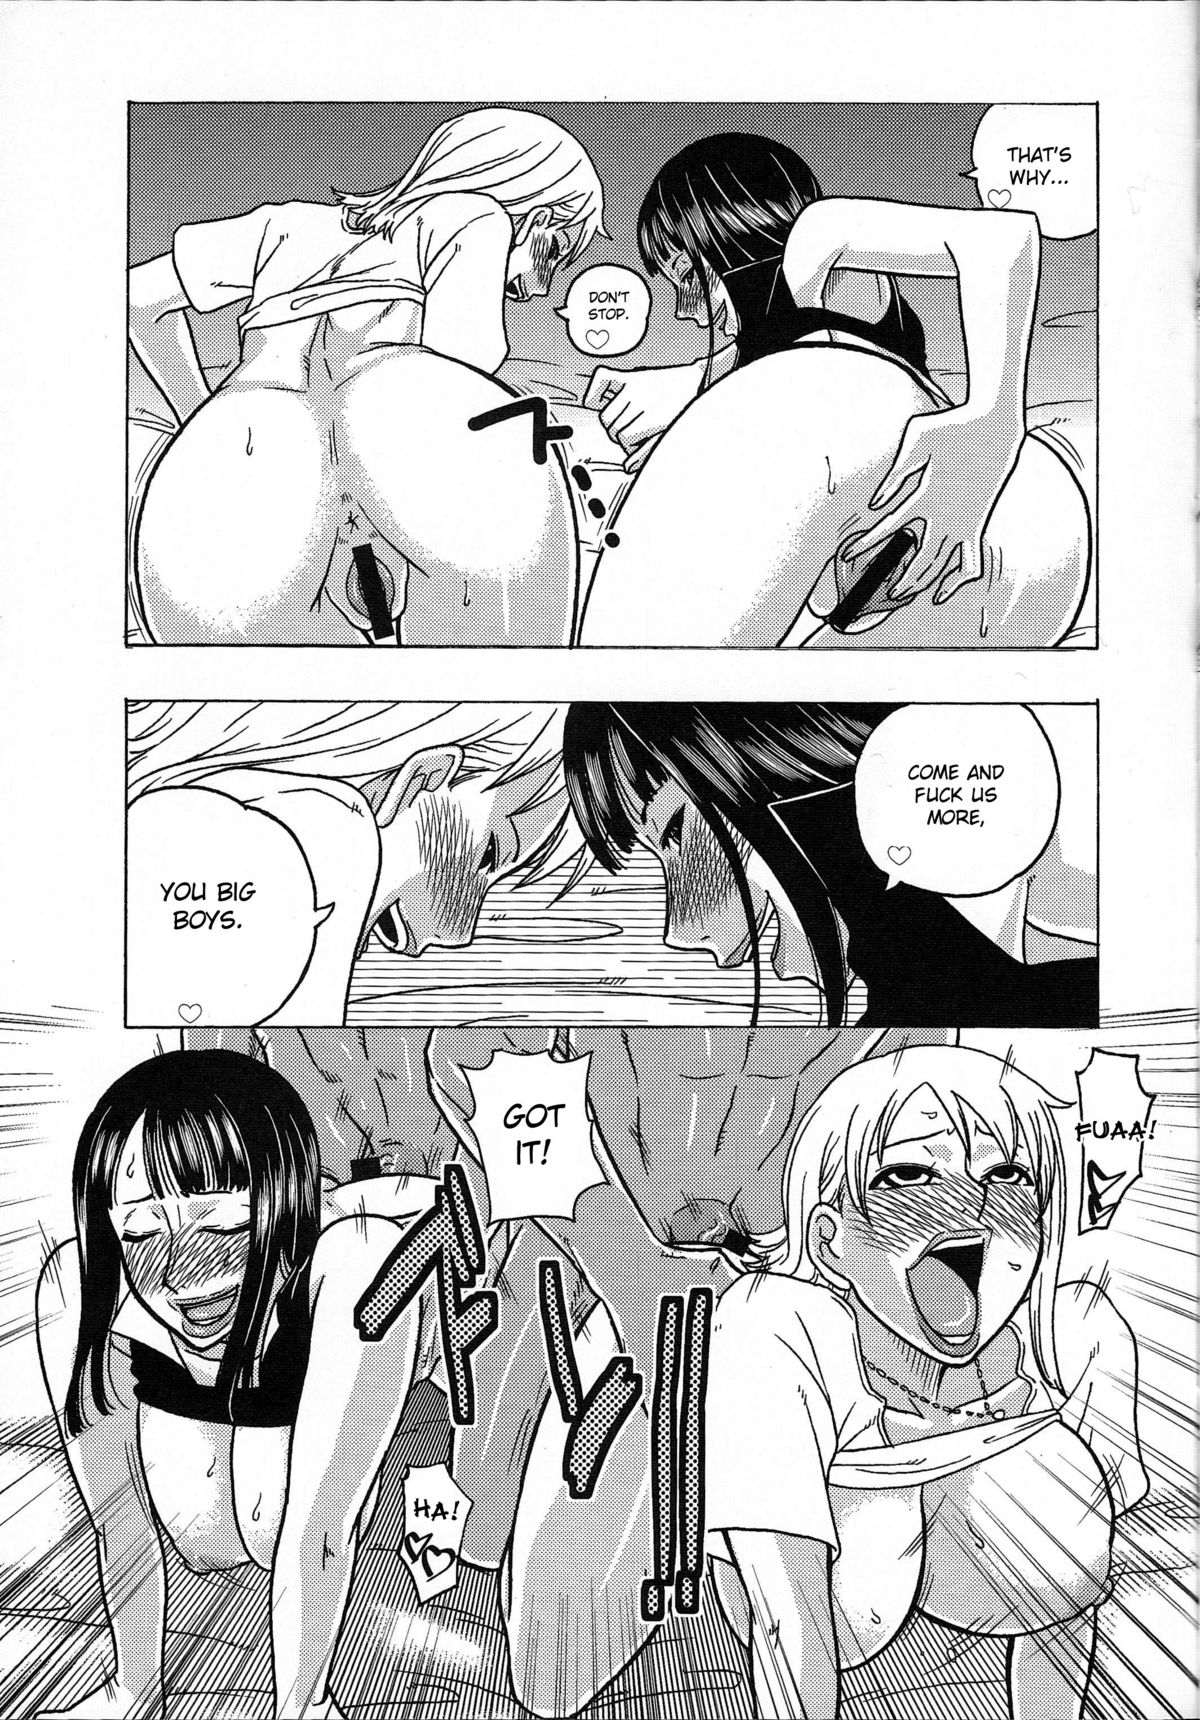 THAT'S
WHY...
DON'T
STOP.
COME AND
FUCK US
MORE,
YOU BIG
BOYS.
GOT
IT!
FUAA!
HA!